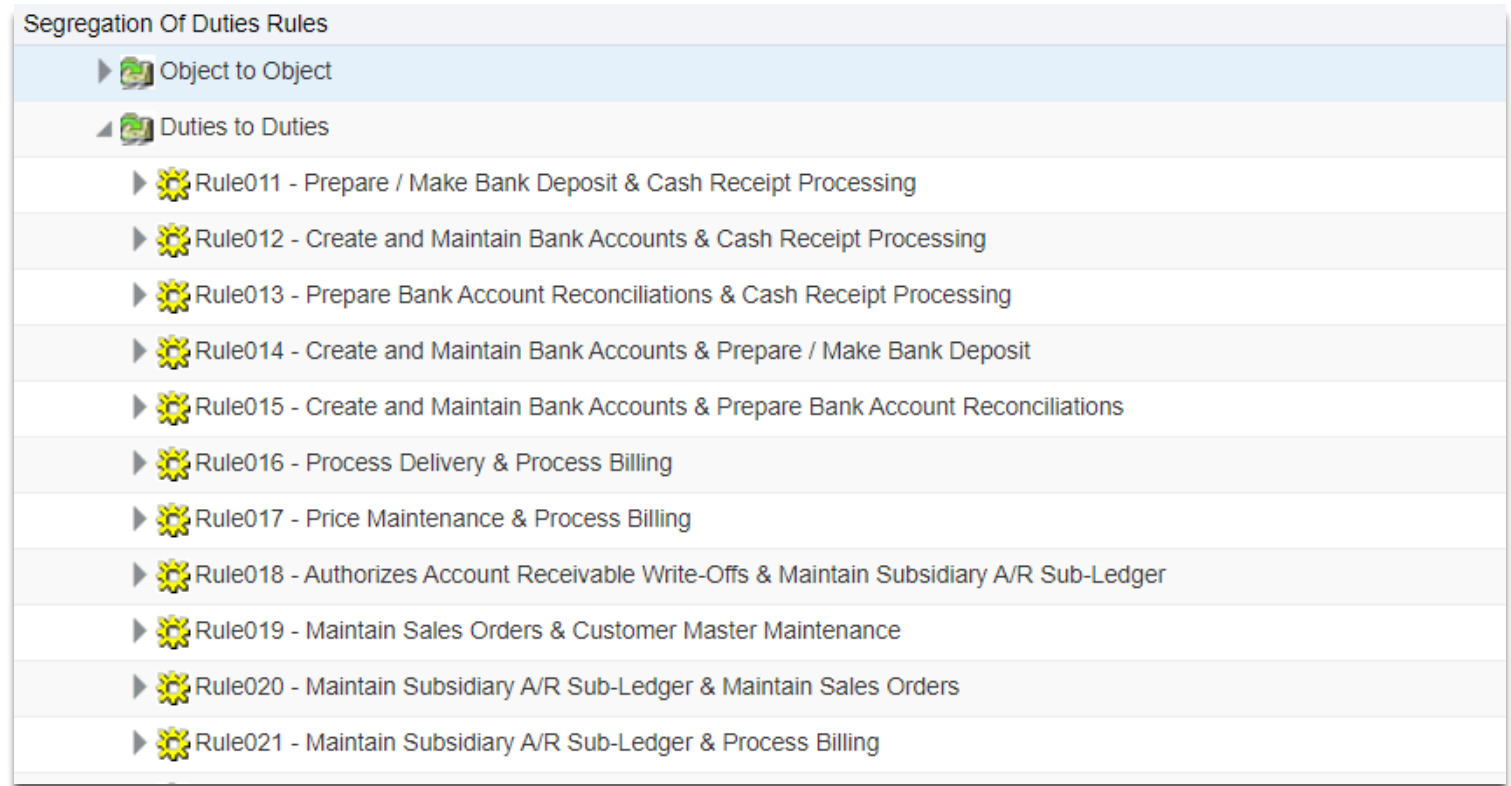 Segregation Of Duties Rules
Object to Object
Duties to Duties
Rule011 - Prepare / Make Bank Deposit & Cash Receipt Processing
Rule012 - Create and Maintain Bank Accounts & Cash Receipt Processing
Rule013 - Prepare Bank Account Reconciliations & Cash Receipt Processing
Rule014 - Create and Maintain Bank Accounts & Prepare / Make Bank Deposit
Rule015 - Create and Maintain Bank Accounts & Prepare Bank Account Reconciliations
Rule016 - Process Delivery & Process Billing
Rule017 - Price Maintenance & Process Billing
Rule018 - Authorizes Account Receivable Write-Offs & Maintain Subsidiary A/R Sub-Ledger
Rule019 - Maintain Sales Orders & Customer Master Maintenance
Rule020 - Maintain Subsidiary A/R Sub-Ledger & Maintain Sales Orders
Rule021 - Maintain Subsidiary A/R Sub-Ledger & Process Billing